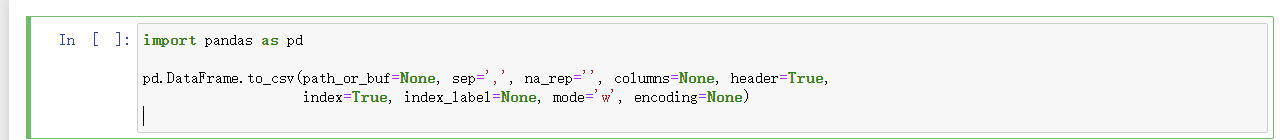 In [ ]: import pandas as pd
pd.DataFrame.to_csv(path_or_buf=None, sep=',', na_rep='', columns=None, header=True,
index=True, index_label=None, mode='w', encoding=None)